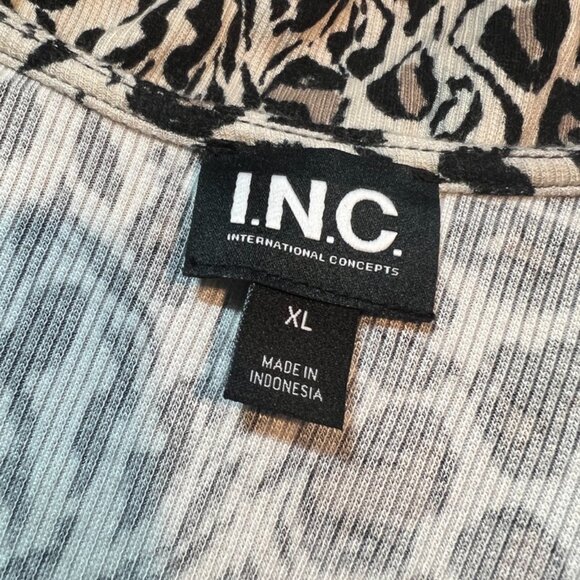 I.N.C.
INTERNATIONAL CONCEPTS
XL
MADE IN
INDONESIA